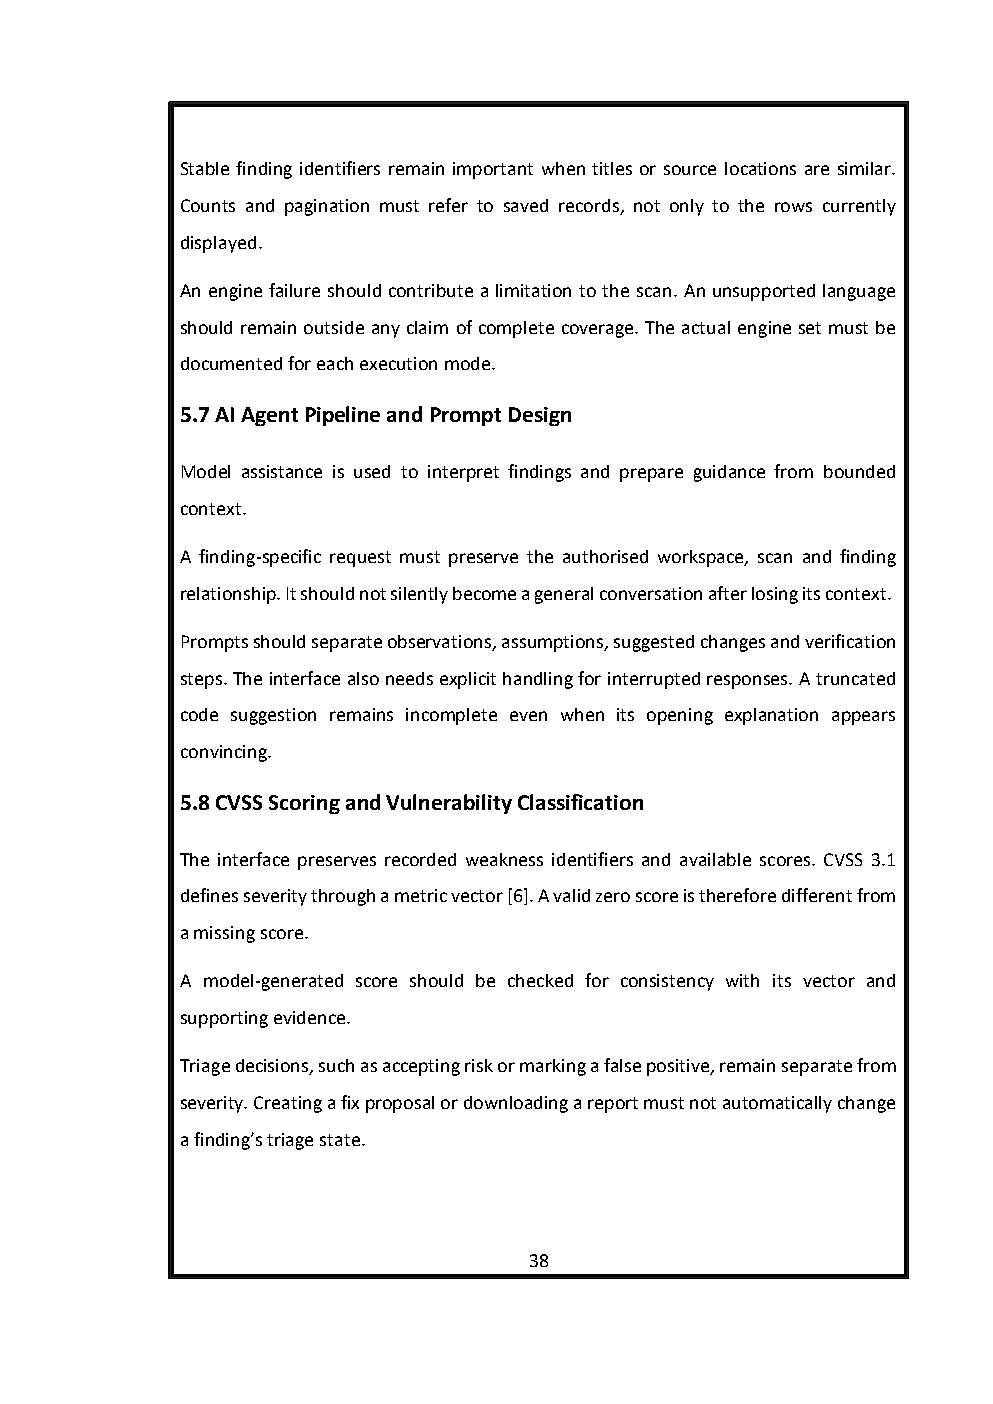 Stable finding identifiers remain important when titles or source locations are similar.
Counts and pagination must refer to saved records, not only to the rows currently
displayed.
An engine failure should contribute a limitation to the scan. An unsupported language
should remain outside any claim of complete coverage. The actual engine set must be
documented for each execution mode.
5.7 AI Agent Pipeline and Prompt Design
Model assistance is used to interpret findings and prepare guidance from bounded
context.
A finding-specific request must preserve the authorised workspace, scan and finding
relationship. It should not silently become a general conversation after losing its context.
Prompts should separate observations, assumptions, suggested changes and verification
steps. The interface also needs explicit handling for interrupted responses. A truncated
code suggestion remains incomplete even when its opening explanation appears
convincing.
5.8 CVSS Scoring and Vulnerability Classification
The interface preserves recorded weakness identifiers and available scores. CVSS 3.1
defines severity through a metric vector [6]. A valid zero score is therefore different from
a missing score.
A model-generated score should be checked for consistency with its vector and
supporting evidence.
Triage decisions, such as accepting risk or marking a false positive, remain separate from
severity. Creating a fix proposal or downloading a report must not automatically change
a finding’s triage state.
38